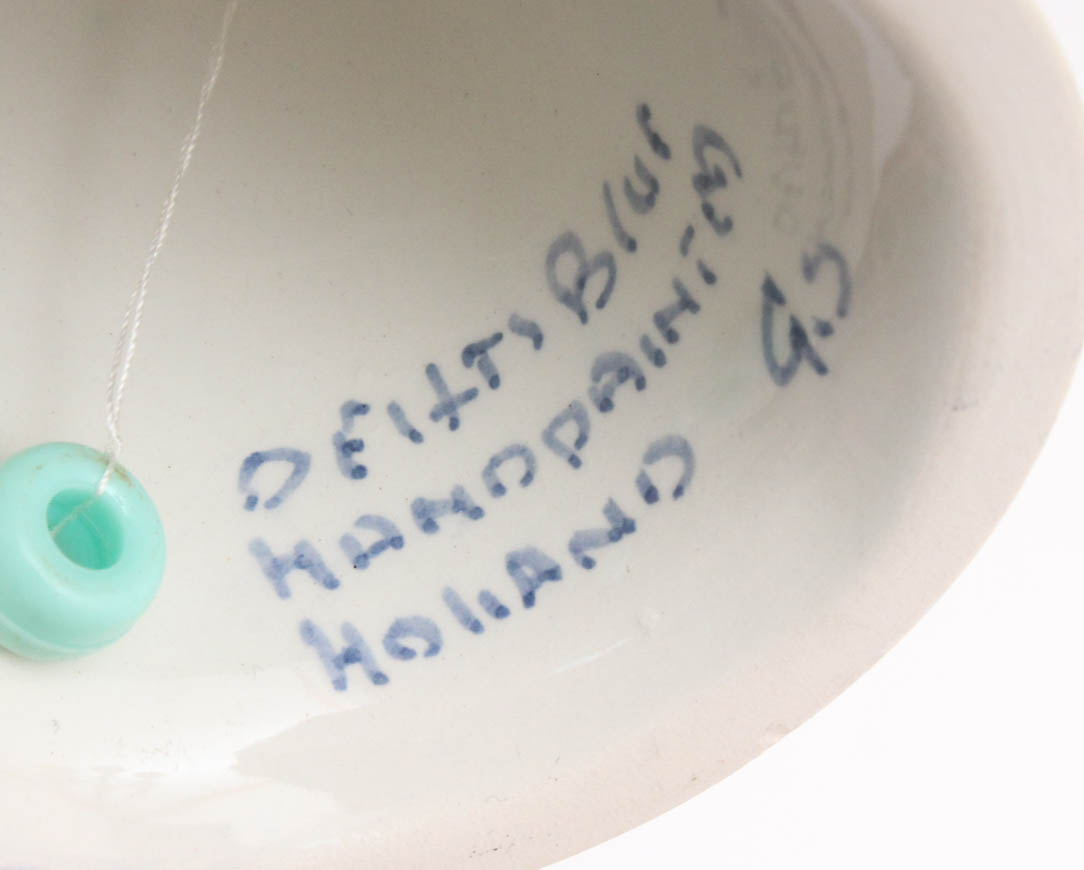 DElfTS Blue
HANDPAINTED
HOllAND
G.S